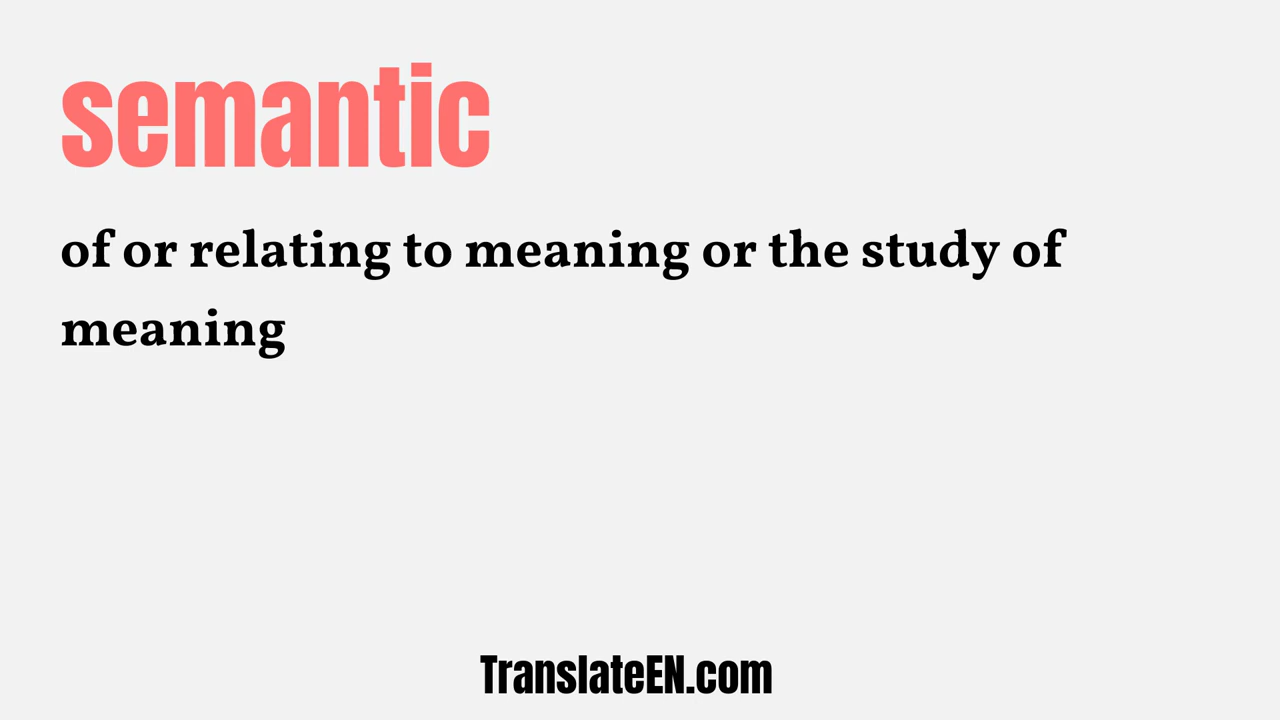 semantic
of or relating to meaning or the study of
meaning
TranslateEN.com